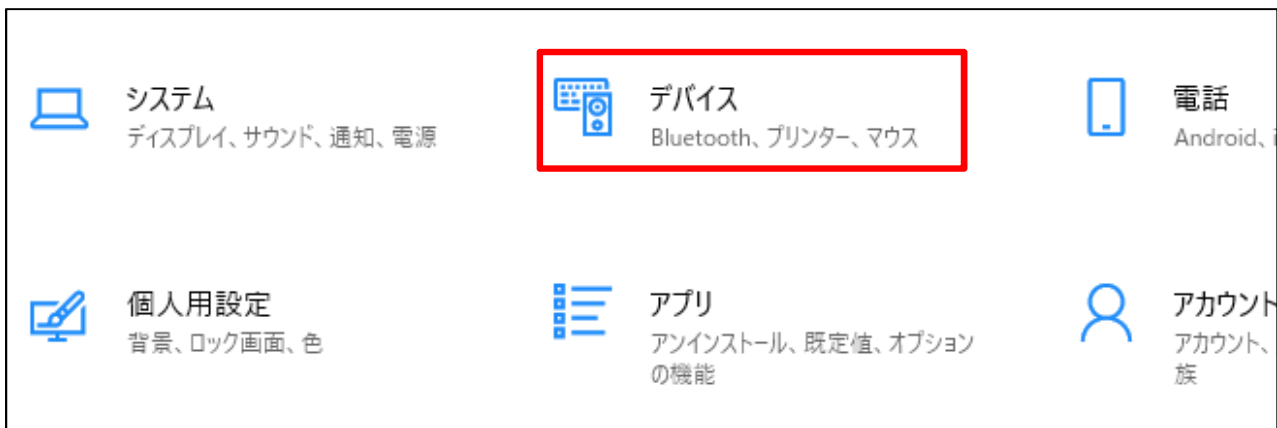 システム
ディスプレイ、サウンド、通知、電源
デバイス
Bluetooth、プリンター、マウス
電話
Android、
個人用設定
背景、ロック画面、色
アプリ
アンインストール、既定値、オプション
の機能
アカウント
アカウント、
族